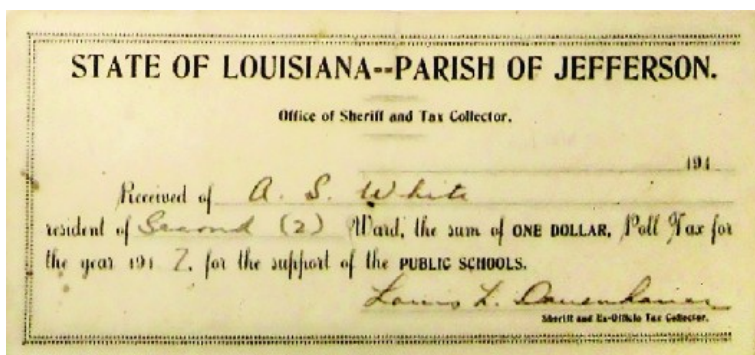 STATE OF LOUISIANA--PARISH OF JEFFERSON.
Office of Sheriff and Tax Collector.
191
Received of A. S. White
resident of Second (2) Ward, the sum of ONE DOLLAR, Poll Tax for
the year 191 7, for the support of the PUBLIC SCHOOLS.
Louis L.
Sheriff and Ex-Officio Tax Collector.